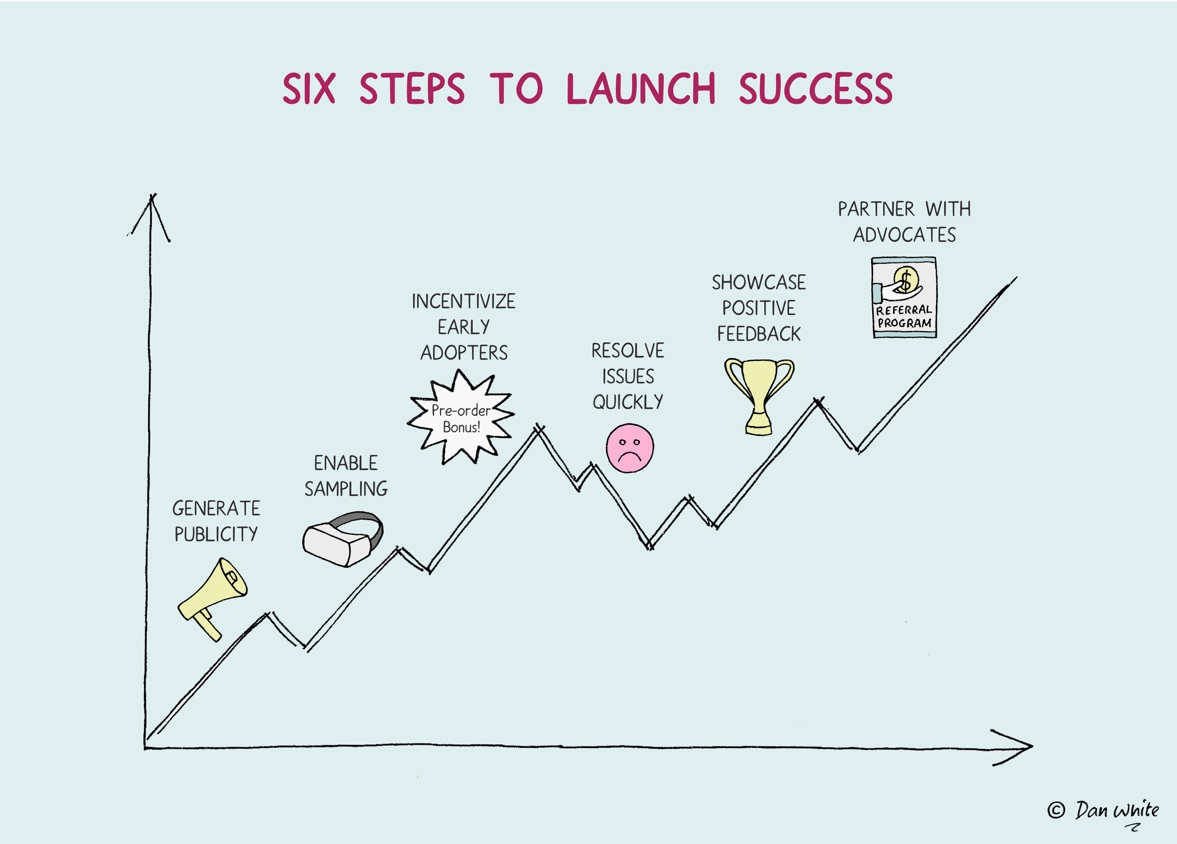 SIX STEPS TO LAUNCH SUCCESS
GENERATE
PUBLICITY
ENABLE
SAMPLING
INCENTIVIZE
EARLY
ADOPTERS
Pre-order
Bonus!
RESOLVE
ISSUES
QUICKLY
SHOWCASE
POSITIVE
FEEDBACK
PARTNER WITH
ADVOCATES
$
REFERRAL
PROGRAM
© Dan White